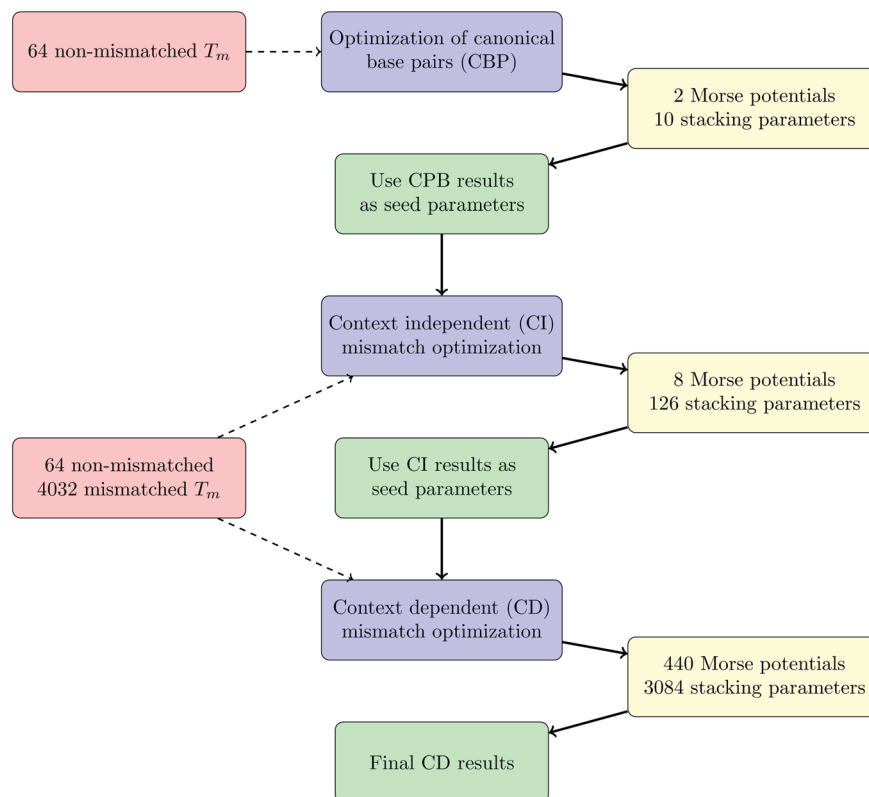 64 non-mismatched Tₘ
Optimization of canonical
base pairs (CBP)
2 Morse potentials
10 stacking parameters
Use CPB results
as seed parameters
Context independent (CI)
mismatch optimization
8 Morse potentials
126 stacking parameters
64 non-mismatched
4032 mismatched Tₘ
Use CI results as
seed parameters
Context dependent (CD)
mismatch optimization
440 Morse potentials
3084 stacking parameters
Final CD results